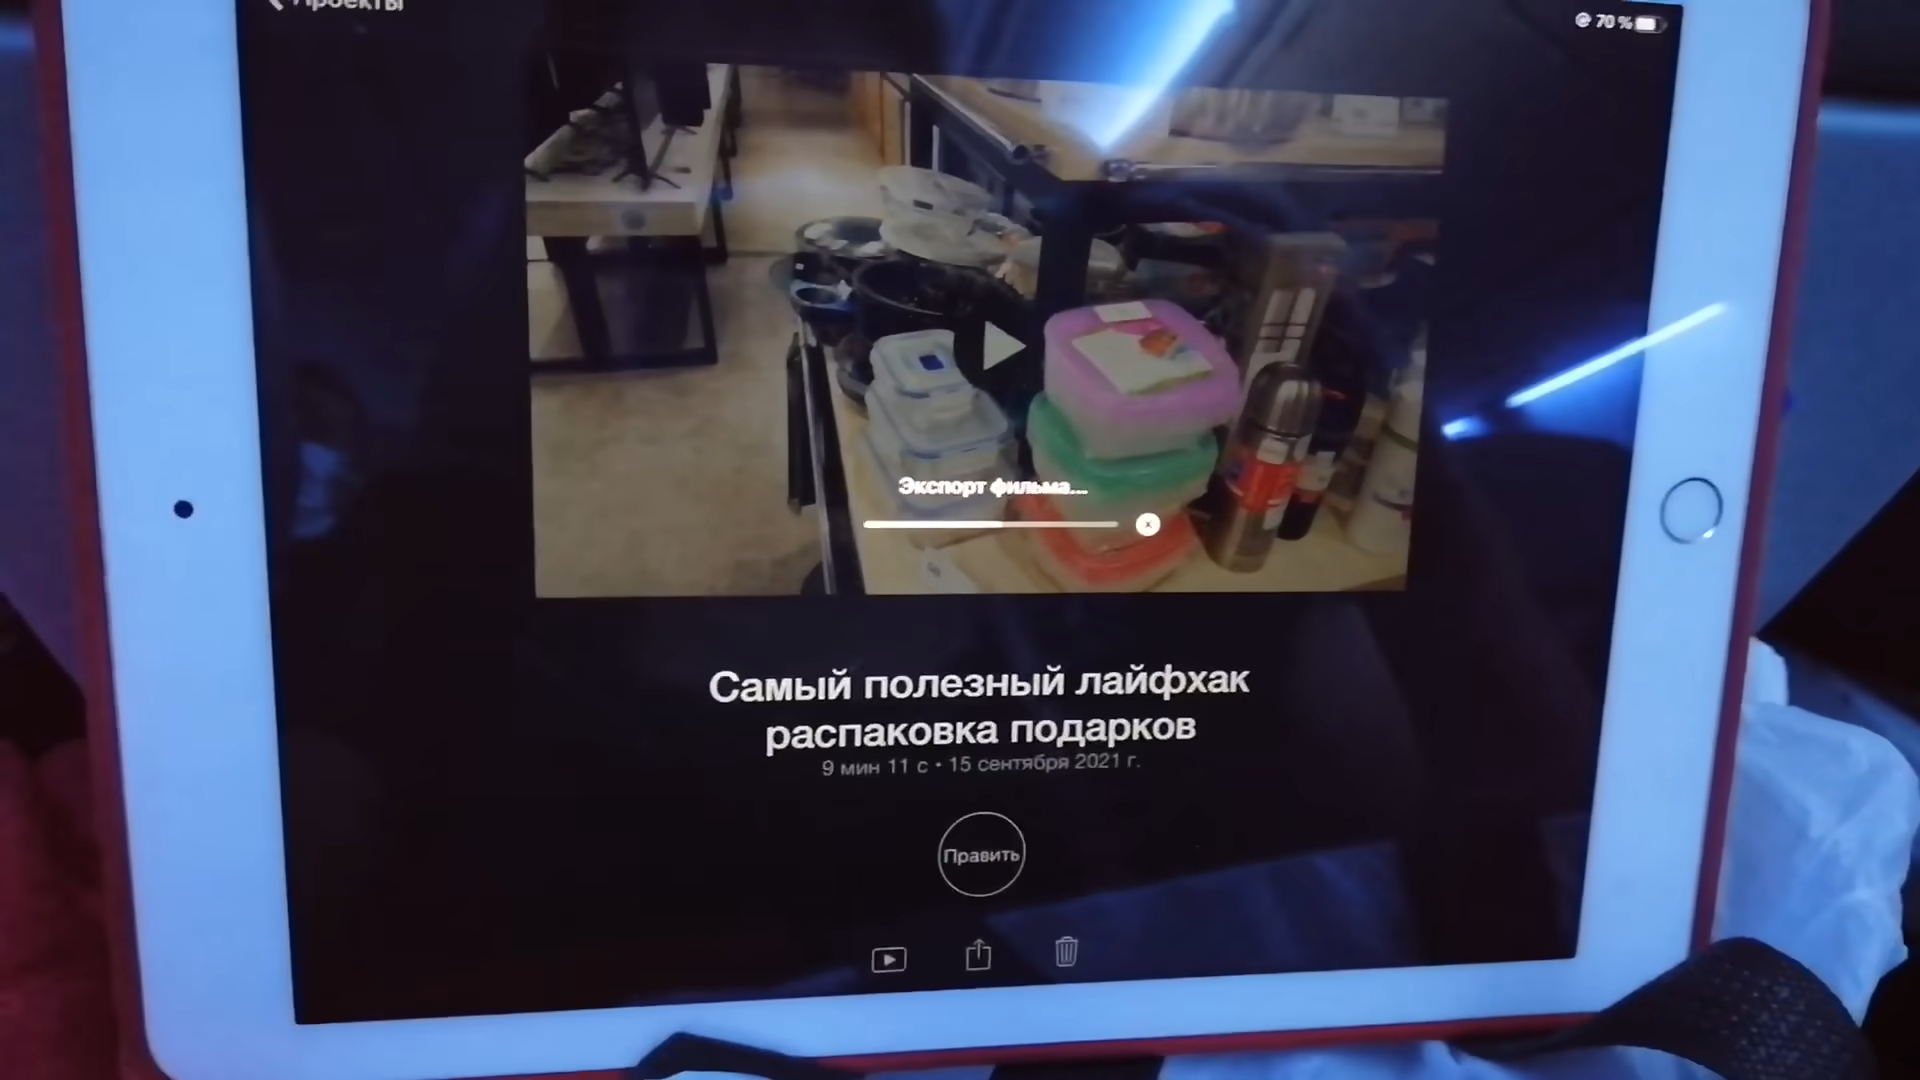 Проекты
70 %
Экспорт фильма...
Самый полезный лайфхак
распаковка подарков
9 мин 11 с • 15 сентября 2021 г.
Править